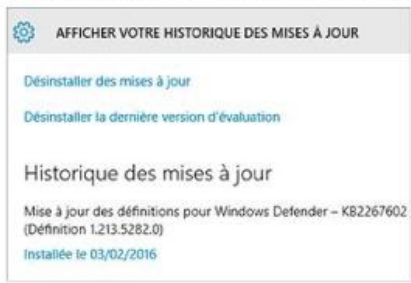 AFFICHER VOTRE HISTORIQUE DES MISES À JOUR
Désinstaller des mises à jour
Désinstaller la dernière version d'évaluation
Historique des mises à jour
Mise à jour des définitions pour Windows Defender – KB2267602
(Définition 1.213.5282.0)
Installée le 03/02/2016